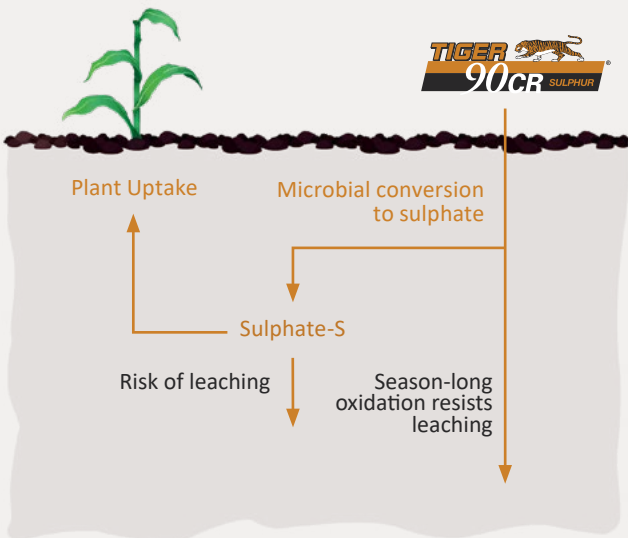 TIGER
90CR SULPHUR®
Plant Uptake
Microbial conversion
to sulphate
Sulphate-S
Risk of leaching
Season-long
oxidation resists
leaching